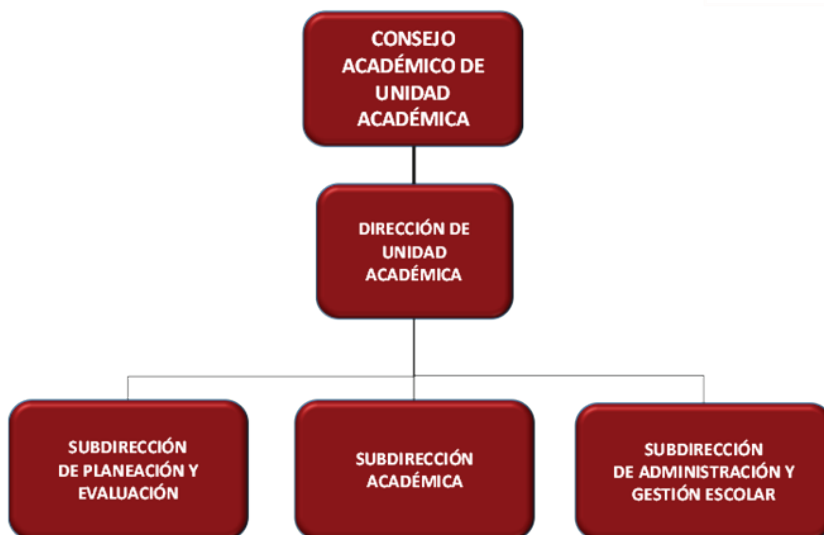 CONSEJO
ACADÉMICO DE
UNIDAD
ACADÉMICA
DIRECCIÓN DE
UNIDAD
ACADÉMICA
SUBDIRECCIÓN
DE PLANEACIÓN Y
EVALUACIÓN
SUBDIRECCIÓN
ACADÉMICA
SUBDIRECCIÓN
DE ADMINISTRACIÓN Y
GESTIÓN ESCOLAR